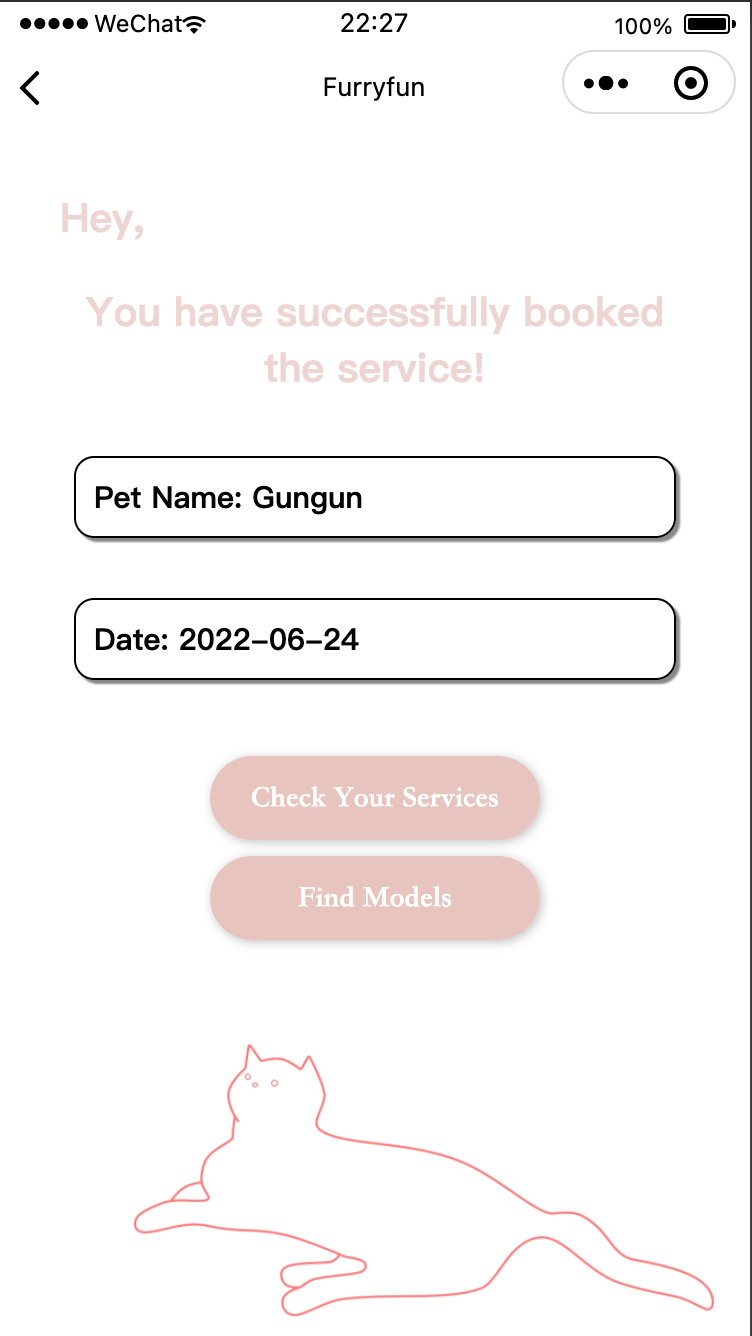 WeChat 22:27 100%
Furryfun
Hey,
You have successfully booked
the service!
Pet Name: Gungun
Date: 2022-06-24
Check Your Services
Find Models